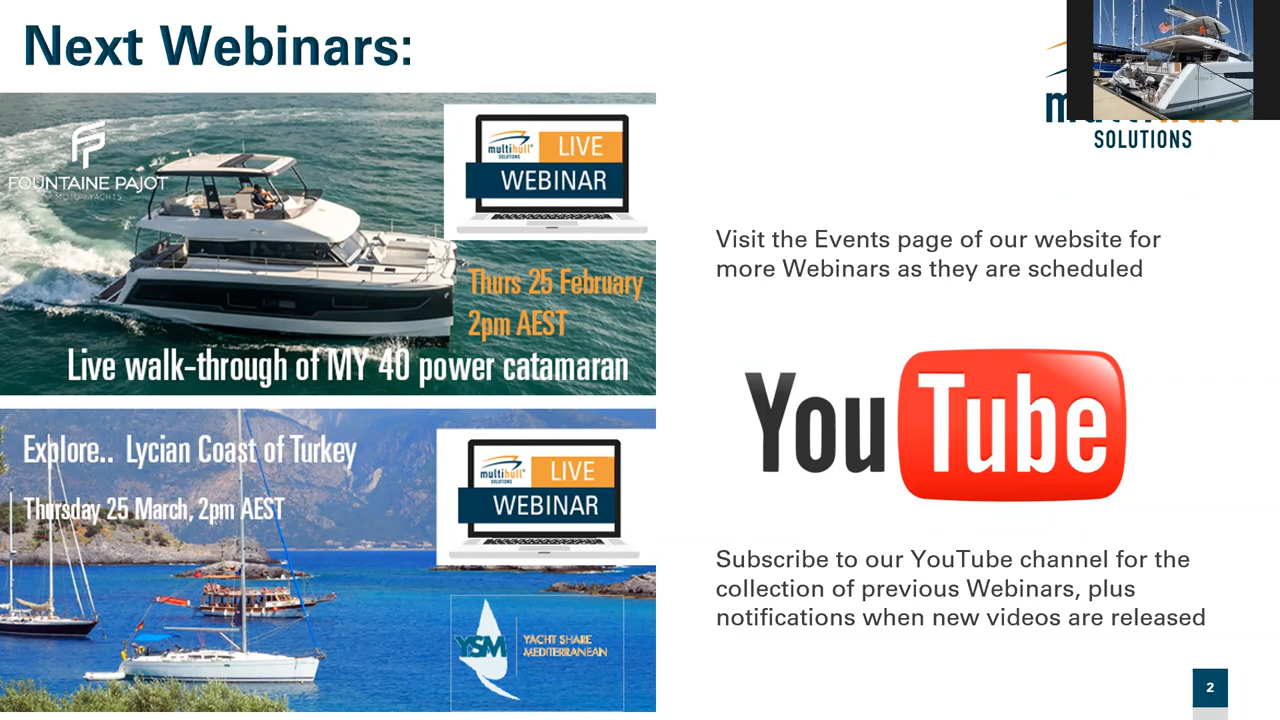 Next Webinars:
FOUNTAINE PAJOT
MOTOR YACHTS
multihull
SOLUTIONS
LIVE
WEBINAR
Thurs 25 February
2pm AEST
Live walk-through of MY 40 power catamaran
Explore.. Lycian Coast of Turkey
Thursday 25 March, 2pm AEST
multihull
SOLUTIONS
LIVE
WEBINAR
YSM
YACHT SHARE
MEDITERRANEAN
SOLUTIONS
Visit the Events page of our website for
more Webinars as they are scheduled
YouTube
Subscribe to our YouTube channel for the
collection of previous Webinars, plus
notifications when new videos are released
2